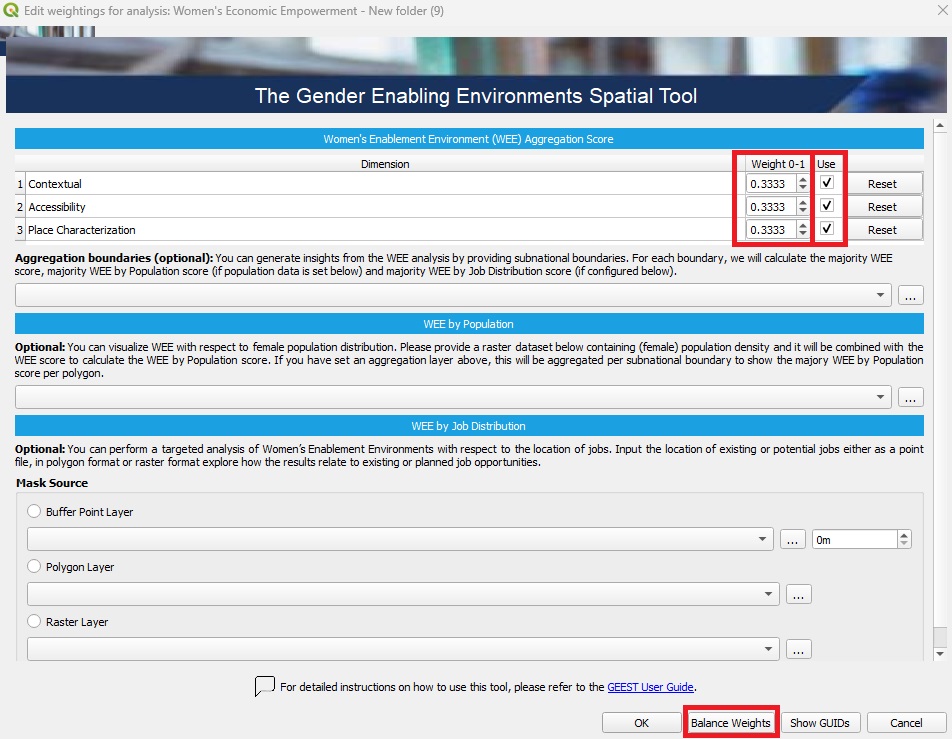 Edit weightings for analysis: Women's Economic Empowerment - New folder (9)
The Gender Enabling Environments Spatial Tool
Women's Enablement Environment (WEE) Aggregation Score
Dimension Weight 0-1 Use
1 Contextual 0.3333 Reset
2 Accessibility 0.3333 Reset
3 Place Characterization 0.3333 Reset
Aggregation boundaries (optional): You can generate insights from the WEE analysis by providing subnational boundaries. For each boundary, we will calculate the majority WEE
score, majority WEE by Population score (if population data is set below) and majority WEE by Job Distribution score (if configured below).
...
WEE by Population
Optional: You can visualize WEE with respect to female population distribution. Please provide a raster dataset below containing (female) population density and it will be combined with the
WEE score to calculate the WEE by Population score. If you have set an aggregation layer above, this will be aggregated per subnational boundary to show the majory WEE by Population
score per polygon.
...
WEE by Job Distribution
Optional: You can perform a targeted analysis of Women's Enablement Environments with respect to the location of jobs. Input the location of existing or potential jobs either as a point
file, in polygon format or raster format explore how the results relate to existing or planned job opportunities.
Mask Source
Buffer Point Layer
... 0m
Polygon Layer
...
Raster Layer
...
For detailed instructions on how to use this tool, please refer to the GEEST User Guide.
OK Balance Weights Show GUIDs Cancel